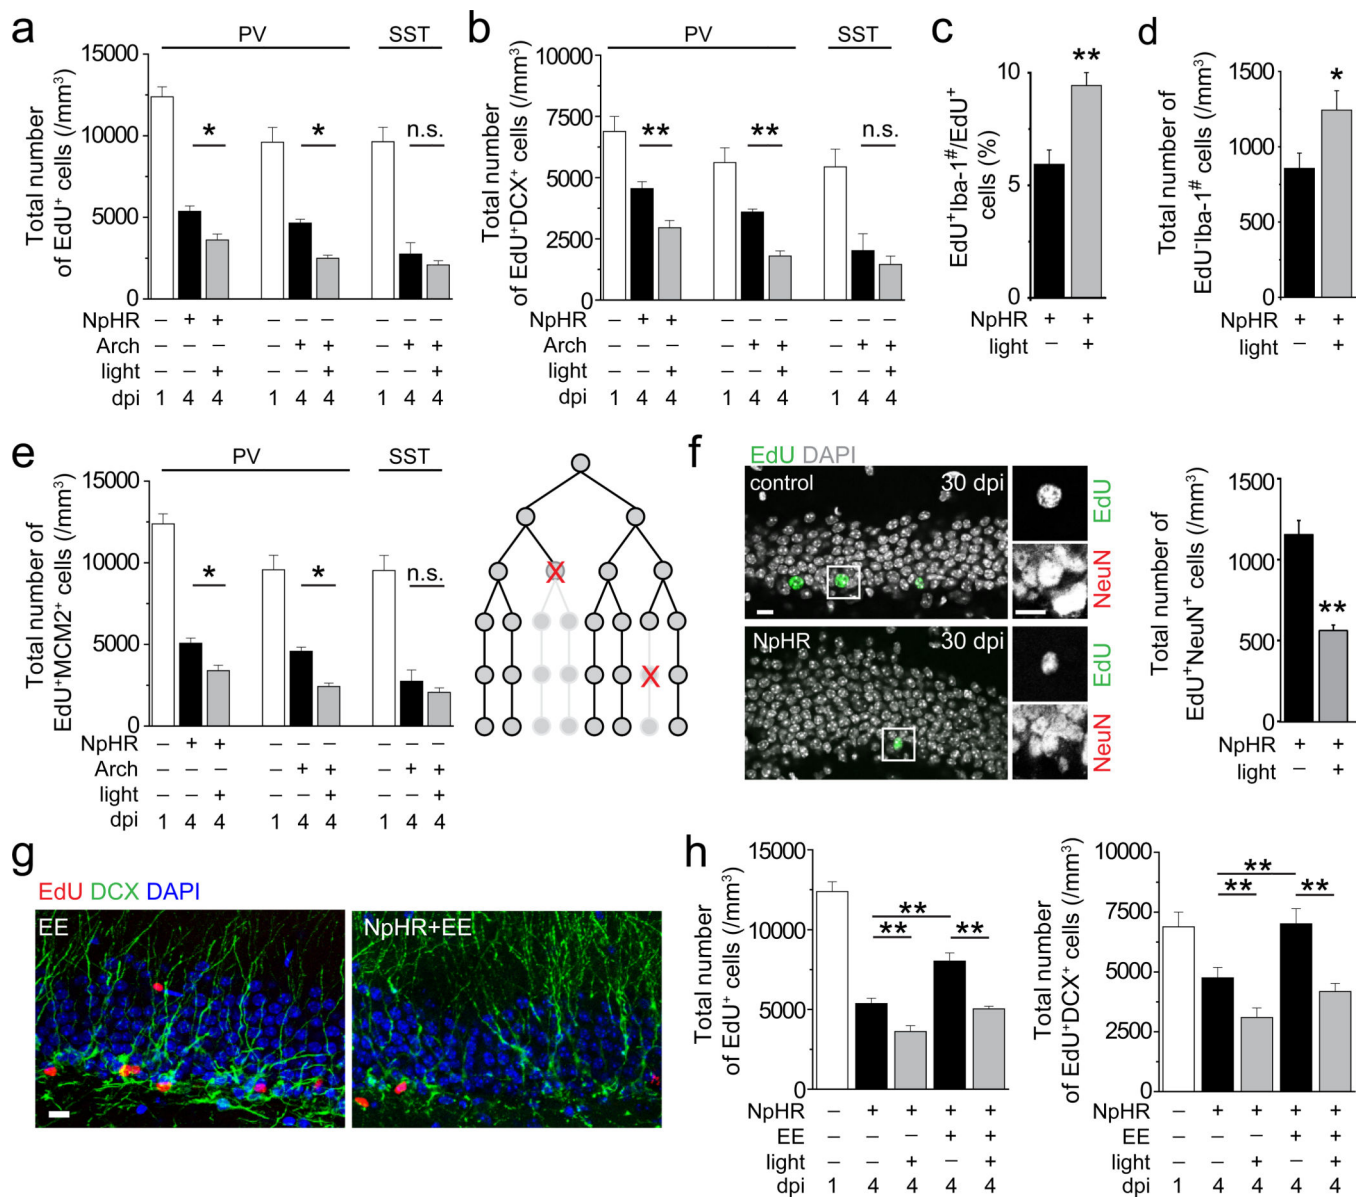 a
PV
SST
Total number
of EdU⁺ cells (/mm³)
15000
10000
5000
0
*
*
n.s.
NpHR – + + – – – – – –
Arch – – – – + + – + +
light – – + – – + – – +
dpi 1 4 4 1 4 4 1 4 4
b
PV
SST
Total number
of EdU⁺DCX⁺ cells (/mm³)
10000
7500
5000
2500
0
**
**
n.s.
NpHR – + + – – – – – –
Arch – – – – + + – + +
light – – + – – + – – +
dpi 1 4 4 1 4 4 1 4 4
c
EdU⁺Iba-1#/EdU⁺
cells (%)
10
5
0
**
NpHR + +
light – +
d
Total number of
EdU⁻Iba-1# cells (/mm³)
1500
1000
500
0
*
NpHR + +
light – +
e
PV
SST
Total number of
EdU⁺MCM2⁺ cells (/mm³)
15000
10000
5000
0
*
*
n.s.
NpHR – + + – – – – – –
Arch – – – – + + – + +
light – – + – – + – – +
dpi 1 4 4 1 4 4 1 4 4
X
X
f
EdU DAPI
control 30 dpi
EdU
NeuN
NpHR 30 dpi
EdU
NeuN
Total number of
EdU⁺NeuN⁺ cells (/mm³)
1500
1000
500
0
**
NpHR + +
light – +
g
EdU DCX DAPI
EE
NpHR+EE
h
Total number
of EdU⁺ cells (/mm³)
15000
10000
5000
0
**
**
**
NpHR – + + + +
EE – – – + +
light – – + – +
dpi 1 4 4 4 4
Total number
of EdU⁺DCX⁺ cells (/mm³)
10000
7500
5000
2500
0
**
**
**
NpHR – + + + +
EE – – – + +
light – – + – +
dpi 1 4 4 4 4